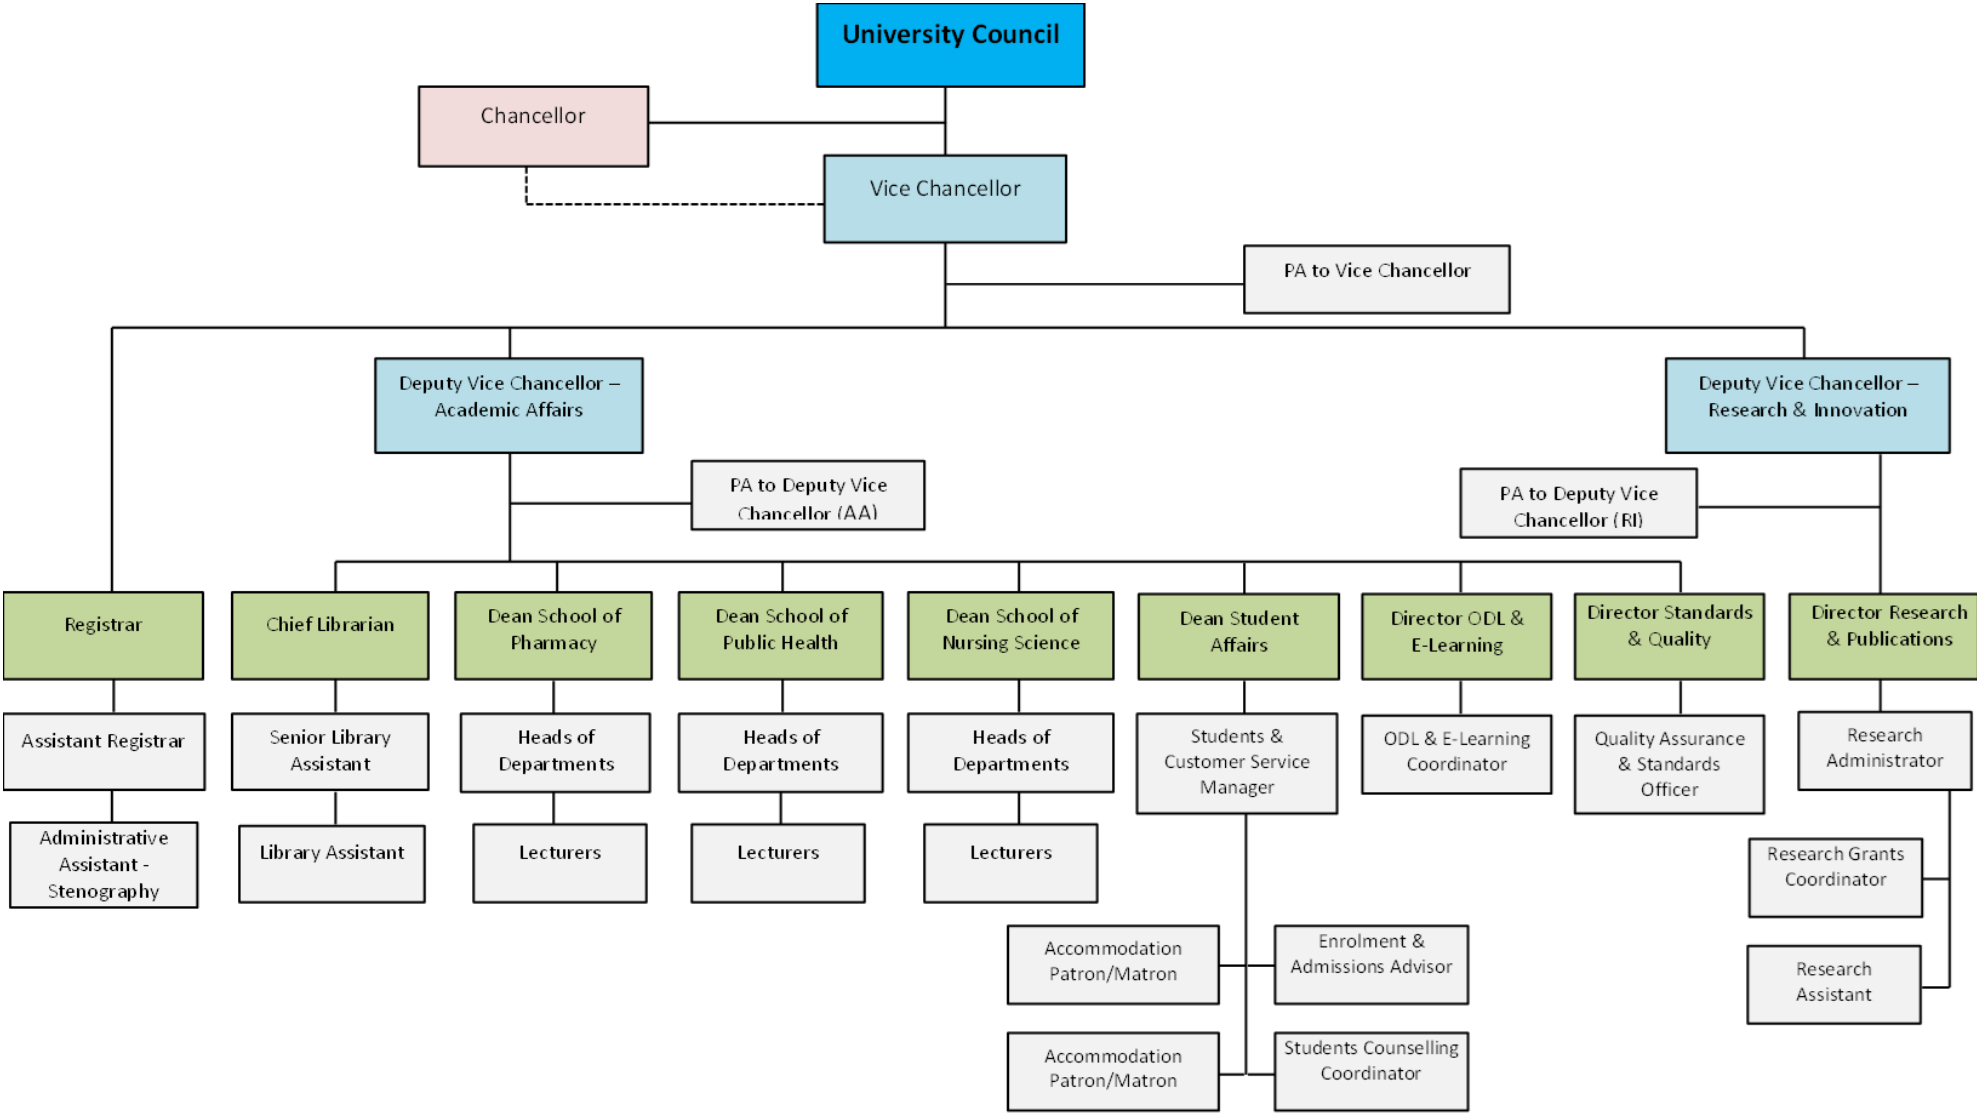 University Council
Chancellor
Vice Chancellor
PA to Vice Chancellor
Deputy Vice Chancellor –
Academic Affairs
Deputy Vice Chancellor –
Research & Innovation
PA to Deputy Vice
Chancellor (AA)
PA to Deputy Vice
Chancellor (RI)
Registrar
Chief Librarian
Dean School of
Pharmacy
Dean School of
Public Health
Dean School of
Nursing Science
Dean Student
Affairs
Director ODL &
E-Learning
Director Standards
& Quality
Director Research
& Publications
Assistant Registrar
Senior Library
Assistant
Heads of
Departments
Heads of
Departments
Heads of
Departments
Students &
Customer Service
Manager
ODL & E-Learning
Coordinator
Quality Assurance
& Standards
Officer
Research
Administrator
Administrative
Assistant -
Stenography
Library Assistant
Lecturers
Lecturers
Lecturers
Research Grants
Coordinator
Accommodation
Patron/Matron
Enrolment &
Admissions Advisor
Research
Assistant
Accommodation
Patron/Matron
Students Counselling
Coordinator